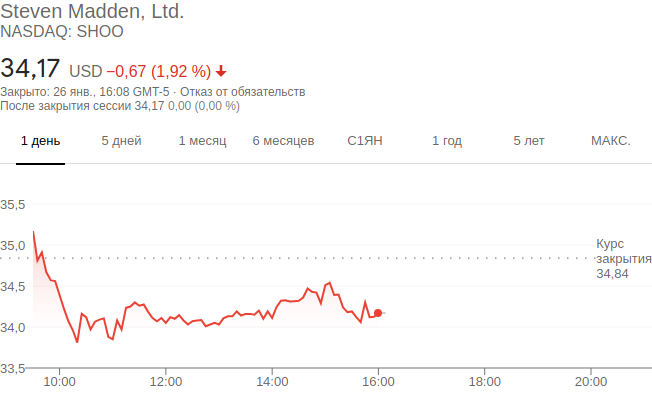 Steven Madden, Ltd.
NASDAQ: SHOO
34,17 USD −0,67 (1,92 %)
Закрыто: 26 янв., 16:08 GMT-5 · Отказ от обязательств
После закрытия сессии 34,17 0,00 (0,00 %)
1 день 5 дней 1 месяц 6 месяцев С1ЯН 1 год 5 лет МАКС.
35,5
35,0
34,5
34,0
33,5
Курс
закрытия
34,84
10:00 12:00 14:00 16:00 18:00 20:00